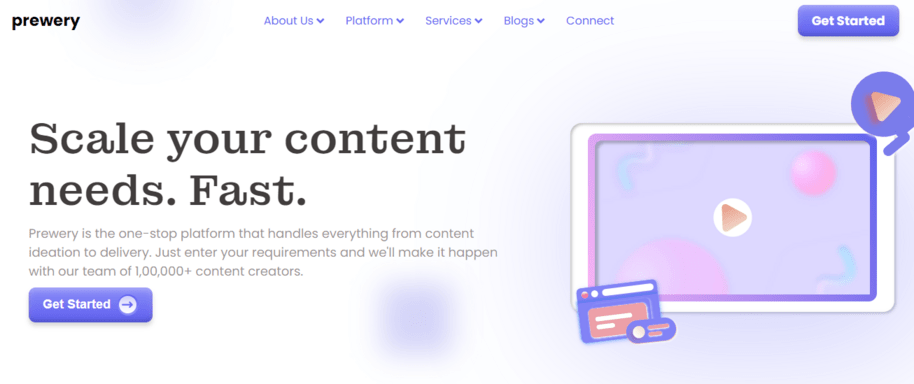 prewery
About Us
Platform
Services
Blogs
Connect
Get Started
Scale your content
needs. Fast.
Prewery is the one-stop platform that handles everything from content
ideation to delivery. Just enter your requirements and we'll make it happen
with our team of 1,00,000+ content creators.
Get Started